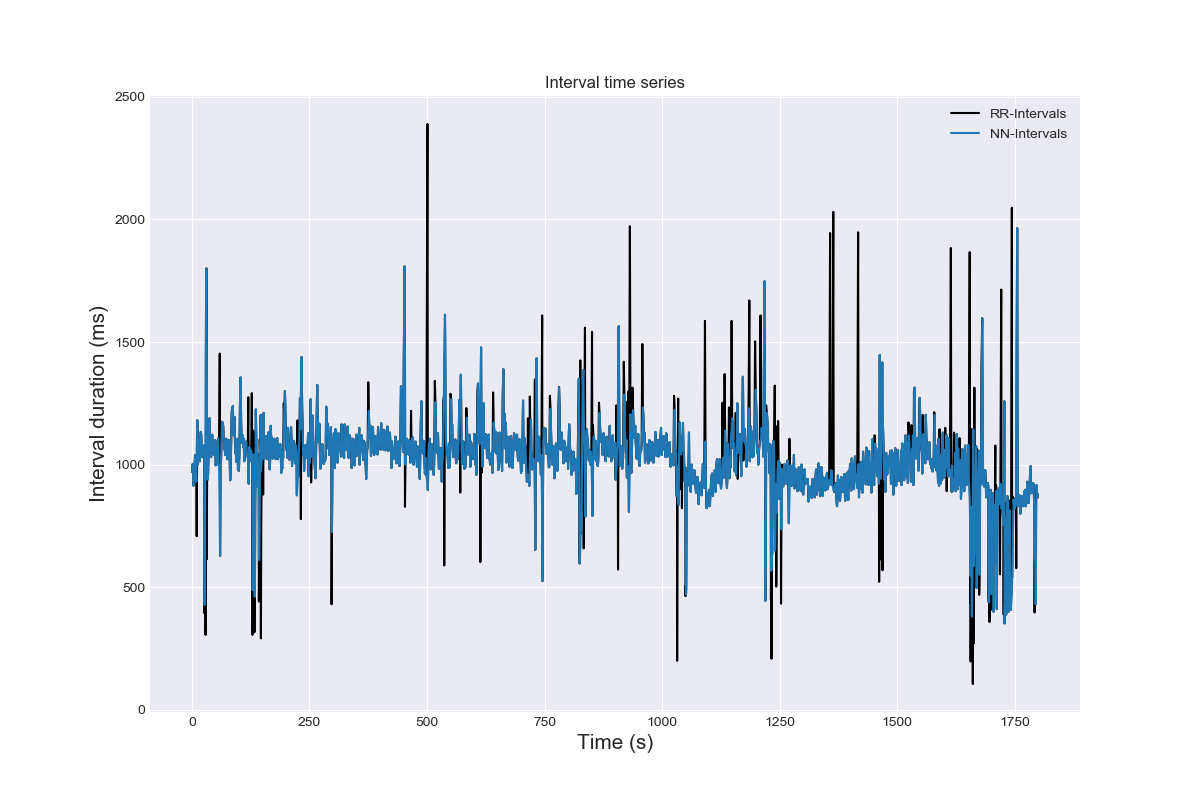 Interval time series
RR-Intervals
NN-Intervals
Interval duration (ms)
2500
2000
1500
1000
500
0
0 250 500 750 1000 1250 1500 1750
Time (s)